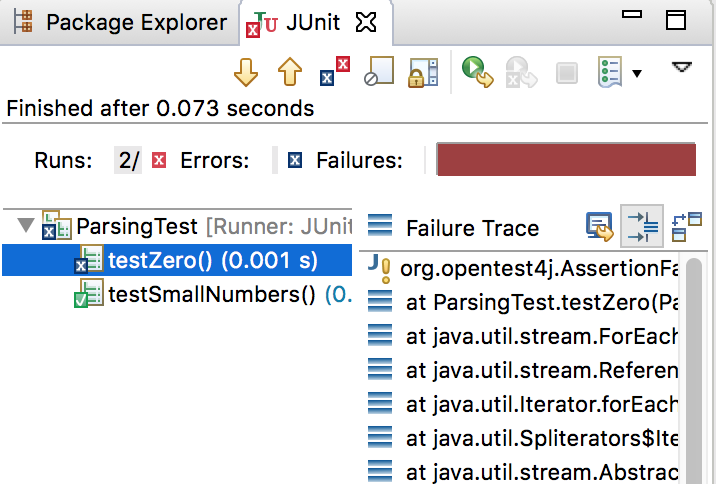 Package Explorer JUnit
Finished after 0.073 seconds
Runs: 2/ Errors: Failures:
ParsingTest [Runner: JUnit
testZero() (0.001 s)
testSmallNumbers() (0.
Failure Trace
org.opentest4j.AssertionFa
at ParsingTest.testZero(Pa
at java.util.stream.ForEach
at java.util.stream.Referen
at java.util.Iterator.forEach
at java.util.Spliterators$Ite
at java.util.stream.Abstrac